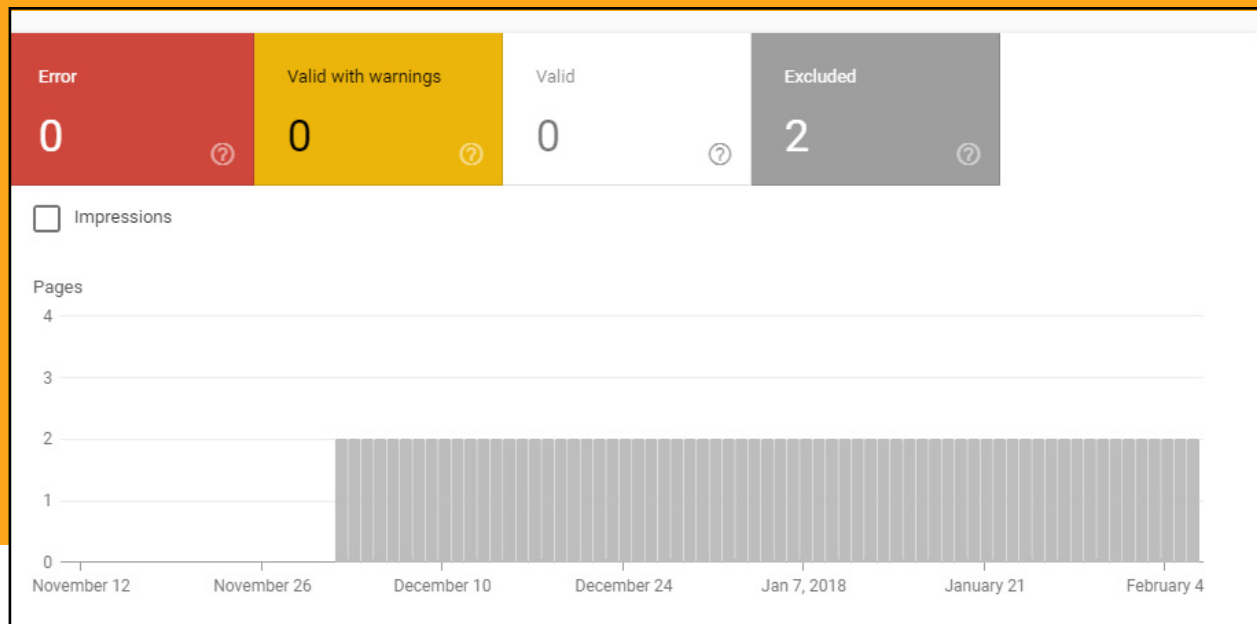 Error
0
Valid with warnings
0
Valid
0
Excluded
2
Impressions
Pages
4
3
2
1
0
November 12 November 26 December 10 December 24 Jan 7, 2018 January 21 February 4